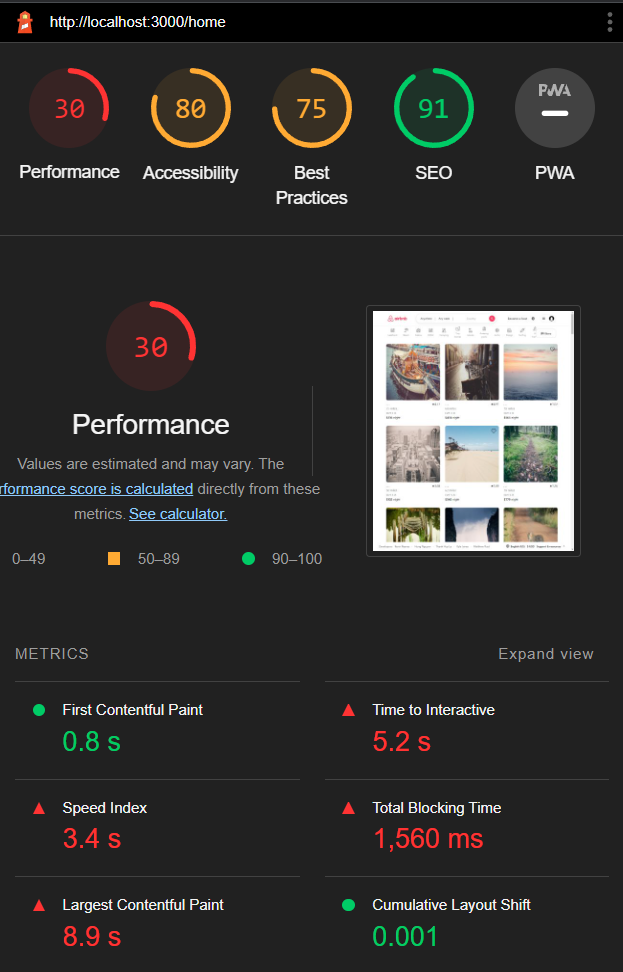 http://localhost:3000/home
30
80
75
91
PWA
Performance
Accessibility
Best
Practices
SEO
PWA
30
Performance
Values are estimated and may vary. The
rformance score is calculated directly from these
metrics. See calculator.
0–49
50–89
90–100
METRICS
Expand view
First Contentful Paint
0.8 s
Time to Interactive
5.2 s
Speed Index
3.4 s
Total Blocking Time
1,560 ms
Largest Contentful Paint
8.9 s
Cumulative Layout Shift
0.001